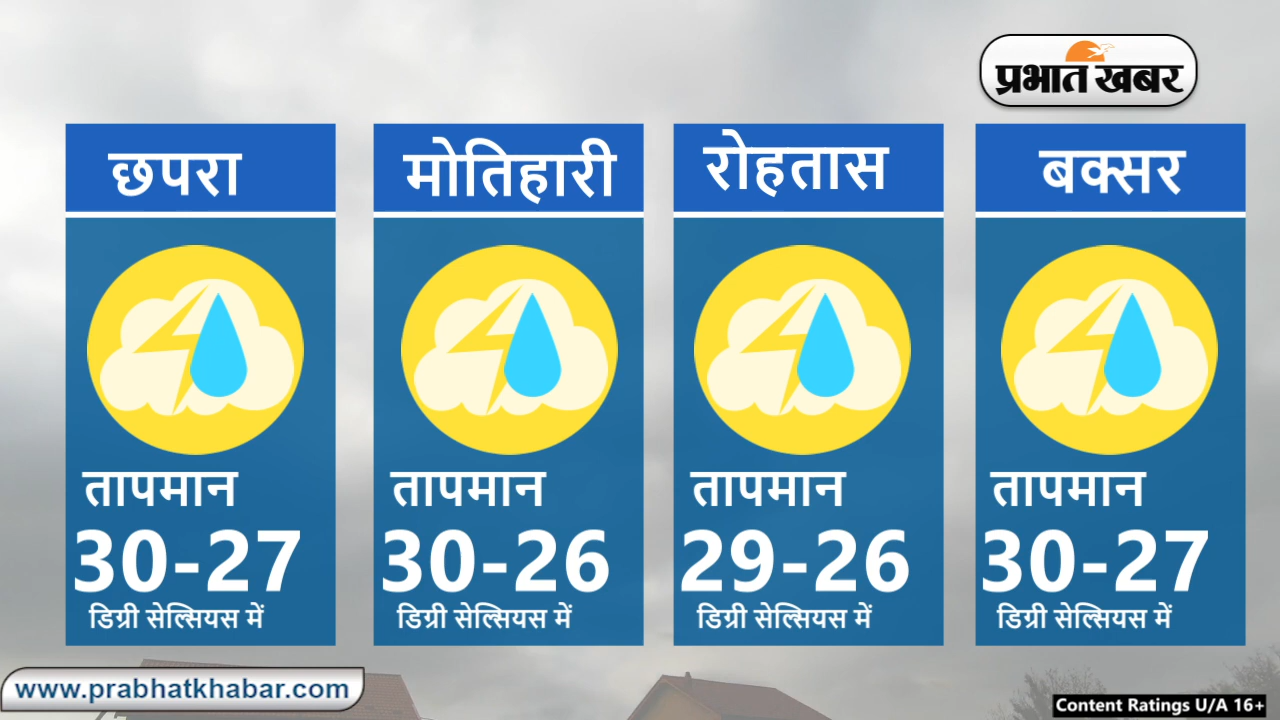 प्रभात खबर
छपरा
तापमान
30-27
डिग्री सेल्सियस में
मोतिहारी
तापमान
30-26
डिग्री सेल्सियस में
रोहतास
तापमान
29-26
डिग्री सेल्सियस में
बक्सर
तापमान
30-27
डिग्री सेल्सियस में
www.prabhatkhabar.com
Content Ratings U/A 16+